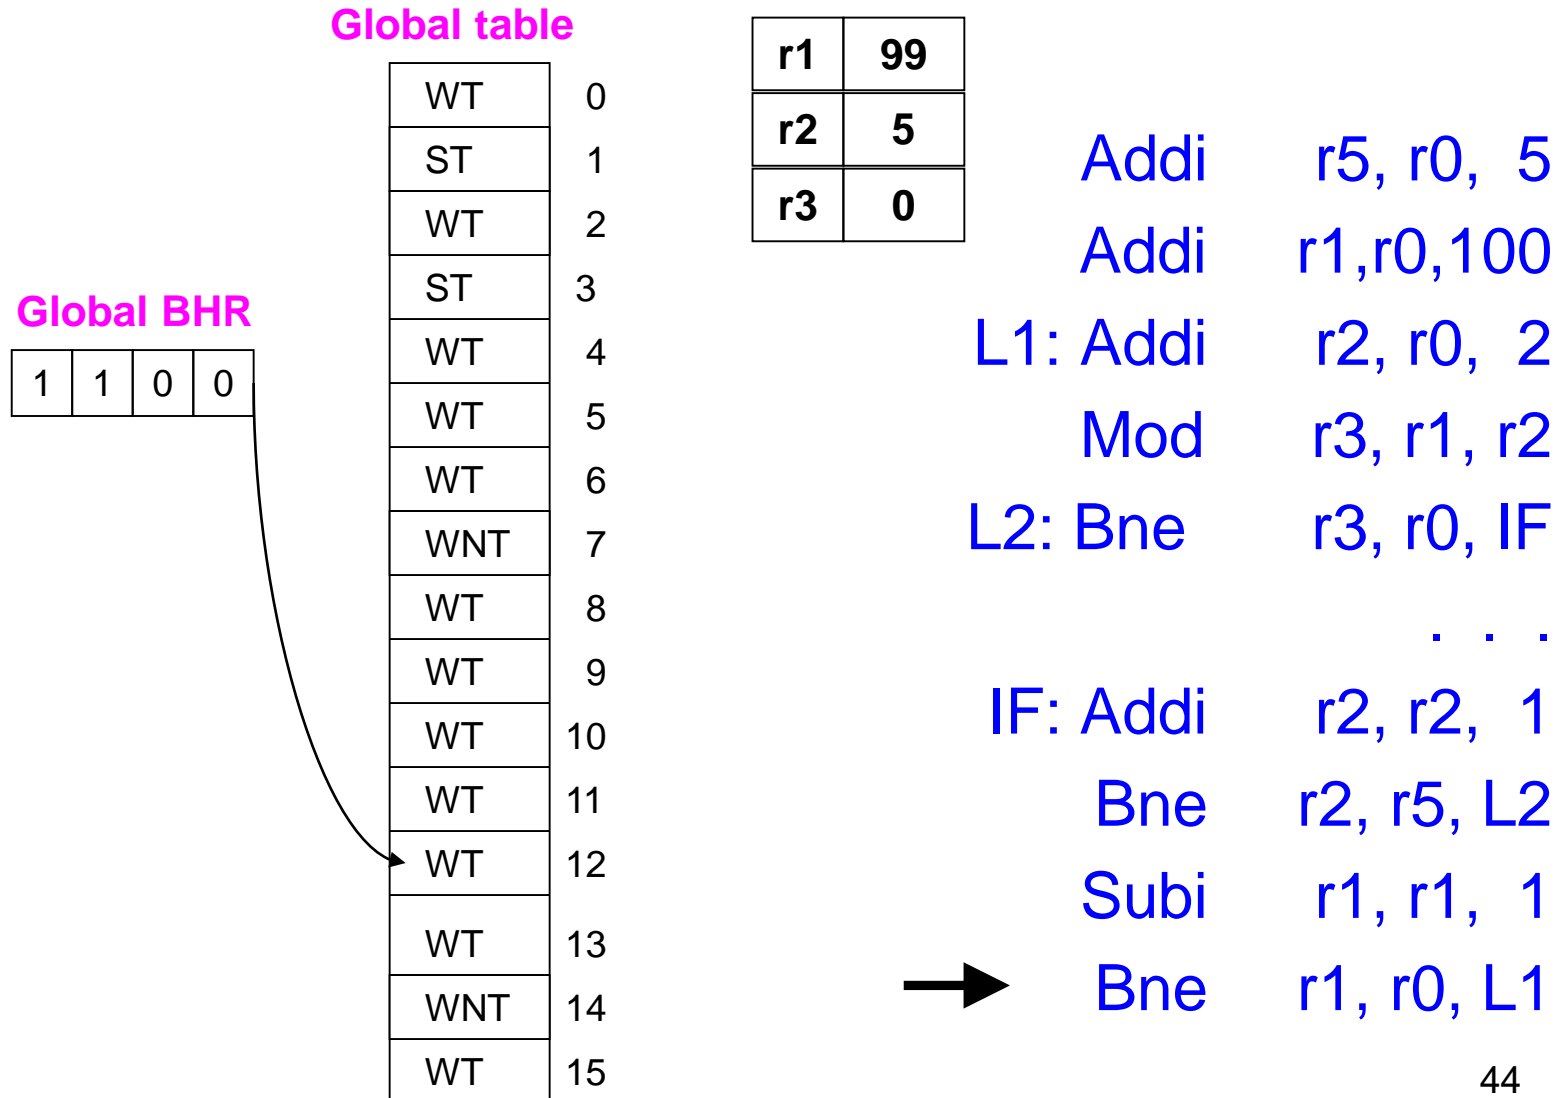 Global table
WT 0
ST 1
WT 2
ST 3
WT 4
WT 5
WT 6
WNT 7
WT 8
WT 9
WT 10
WT 11
WT 12
WT 13
WNT 14
WT 15
Global BHR
1 1 0 0
r1 99
r2 5
r3 0
Addi r5, r0, 5
Addi r1,r0,100
L1: Addi r2, r0, 2
Mod r3, r1, r2
L2: Bne r3, r0, IF
. . .
IF: Addi r2, r2, 1
Bne r2, r5, L2
Subi r1, r1, 1
Bne r1, r0, L1
44